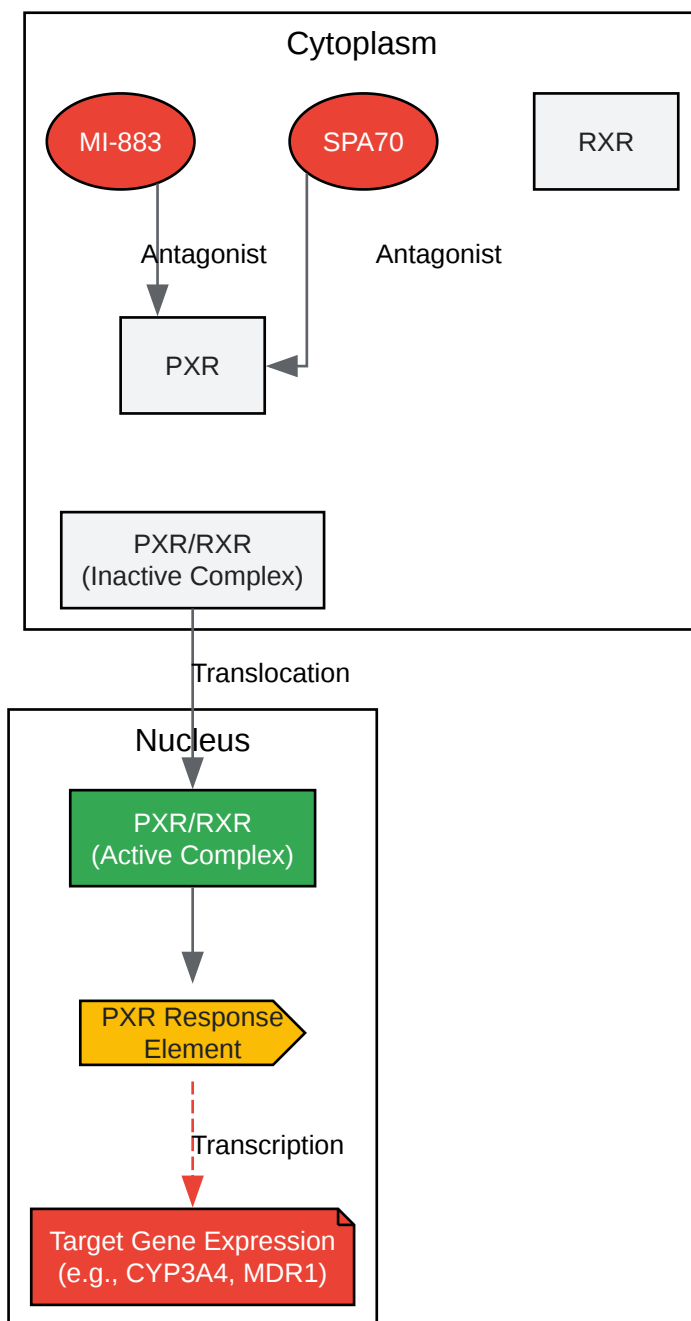 Cytoplasm
MI-883
SPA70
RXR
Antagonist
Antagonist
PXR
PXR/RXR
(Inactive Complex)
Translocation
Nucleus
PXR/RXR
(Active Complex)
PXR Response
Element
Transcription
Target Gene Expression
(e.g., CYP3A4, MDR1)